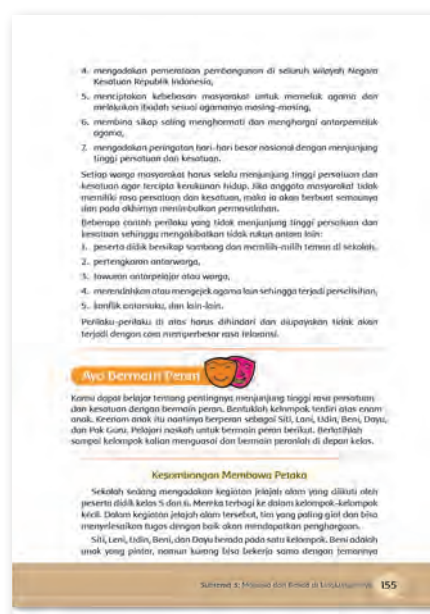 4. mengadakan pemerataan pembangunan di seluruh wilayah Negara
Kesatuan Republik Indonesia,
5. menciptakan kebebasan masyarakat untuk memeluk agama dan
melakukan ibadah sesuai agamanya masing-masing,
6. membina sikap saling menghormati dan menghargai antarpemeluk
agama,
7. mengadakan peringatan hari-hari besar nasional dengan menjunjung
tinggi persatuan dan kesatuan.
Setiap warga masyarakat harus selalu menjunjung tinggi persatuan dan
kesatuan agar tercipta kerukunan hidup. Jika anggota masyarakat tidak
memiliki rasa persatuan dan kesatuan, maka ia akan berbuat semaunya
dan pada akhirnya menimbulkan permasalahan.
Beberapa contoh perilaku yang tidak menjunjung tinggi persatuan dan
kesatuan sehingga mengakibatkan tidak rukun antara lain:
1. peserta didik bersikap sombong dan memilih-milih teman di sekolah,
2. pertengkaran antarwarga,
3. tawuran antarpelajar atau warga,
4. merendahkan atau mengejek agama lain sehingga terjadi perselisihan,
5. konflik antarsuku, dan lain-lain.
Perilaku-perilaku di atas harus dihindari dan diupayakan tidak akan
terjadi dengan cara memperbesar rasa toleransi.
Ayo Bermain Peran
Kamu dapat belajar tentang pentingnya menjunjung tinggi rasa persatuan
dan kesatuan dengan bermain peran. Bentuklah kelompok terdiri atas enam
anak. Keenam anak itu nantinya berperan sebagai Siti, Lani, Udin, Beni, Dayu,
dan Pak Guru. Pelajari naskah untuk bermain peran berikut. Berlatihlah
sampai kelompok kalian menguasai dan bermain peranlah di depan kelas.
Kesombongan Membawa Petaka
Sekolah sedang mengadakan kegiatan jelajah alam yang diikuti oleh
peserta didik kelas 5 dan 6. Mereka terbagi ke dalam kelompok-kelompok
kecil. Dalam kegiatan jelajah alam tersebut, tim yang paling giat dan bisa
menyelesaikan tugas dengan baik akan mendapatkan penghargaan.
Siti, Leni, Udin, Beni, dan Dayu berada pada satu kelompok. Beni adalah
anak yang pintar, namun kurang bisa bekerja sama dengan temannya
Subtema 3: Manusia dan Benda di Lingkungannya 155